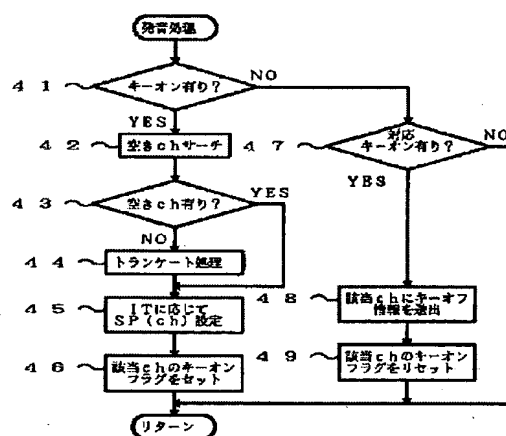 発音処理
41
キーオン有り?
NO
YES
42
空きchサーチ
47
対応
キーオン有り?
NO
YES
43
空きch有り?
YES
NO
44
トランケート処理
45
ITに応じて
SP(ch)設定
48
該当chにキーオフ
情報を送出
46
該当chのキーオン
フラグをセット
49
該当chのキーオン
フラグをリセット
リターン